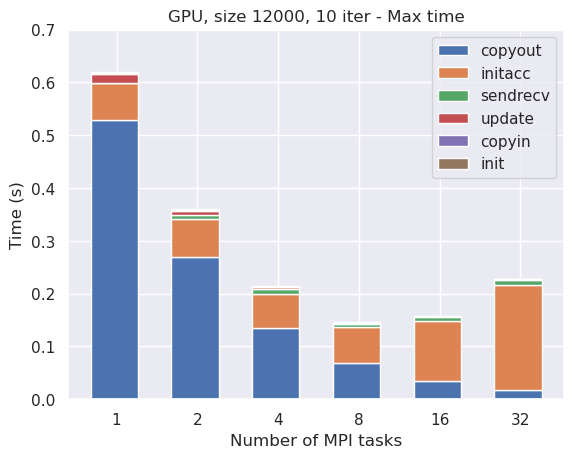 GPU, size 12000, 10 iter - Max time
0.7
0.6
0.5
0.4
0.3
0.2
0.1
0.0
Time (s)
copyout
initacc
sendrecv
update
copyin
init
1 2 4 8 16 32
Number of MPI tasks